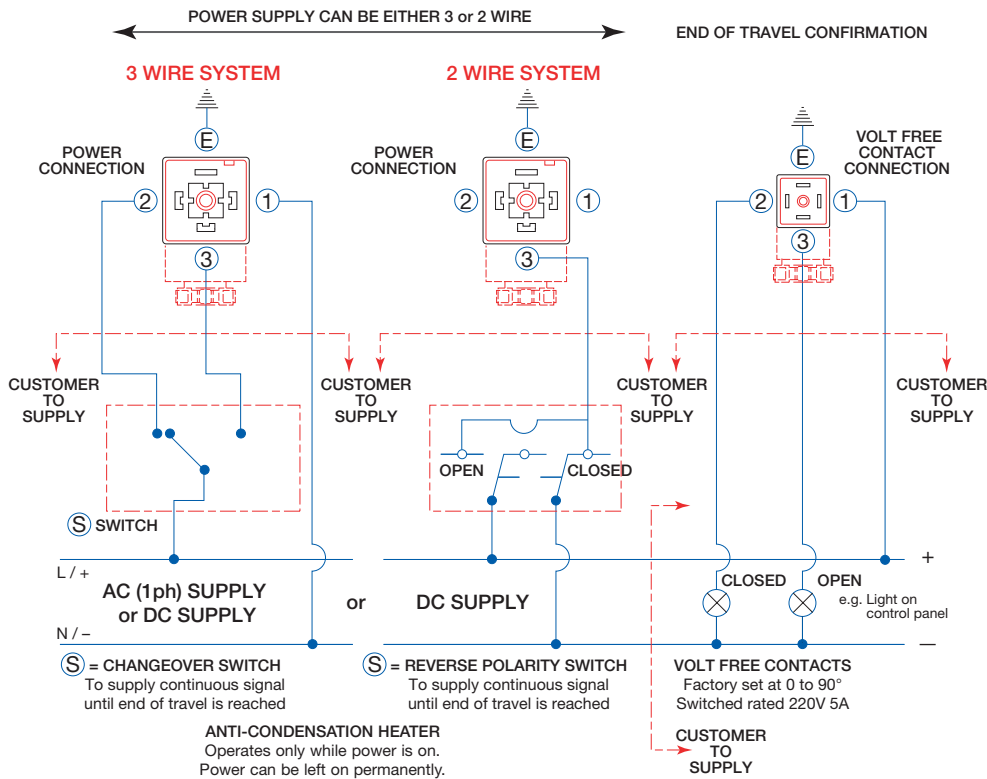 POWER SUPPLY CAN BE EITHER 3 or 2 WIRE
END OF TRAVEL CONFIRMATION
3 WIRE SYSTEM
2 WIRE SYSTEM
E
E
E
POWER
CONNECTION
POWER
CONNECTION
VOLT FREE
CONTACT
CONNECTION
2
1
2
1
2
1
3
3
3
CUSTOMER
TO
SUPPLY
CUSTOMER
TO
SUPPLY
CUSTOMER
TO
SUPPLY
CUSTOMER
TO
SUPPLY
OPEN
CLOSED
S SWITCH
L / +
+
AC (1ph) SUPPLY
or DC SUPPLY
or
DC SUPPLY
CLOSED
OPEN
e.g. Light on
control panel
N / –
–
S = CHANGEOVER SWITCH
To supply continuous signal
until end of travel is reached
S = REVERSE POLARITY SWITCH
To supply continuous signal
until end of travel is reached
VOLT FREE CONTACTS
Factory set at 0 to 90°
Switched rated 220V 5A
ANTI-CONDENSATION HEATER
Operates only while power is on.
Power can be left on permanently.
CUSTOMER
TO
SUPPLY